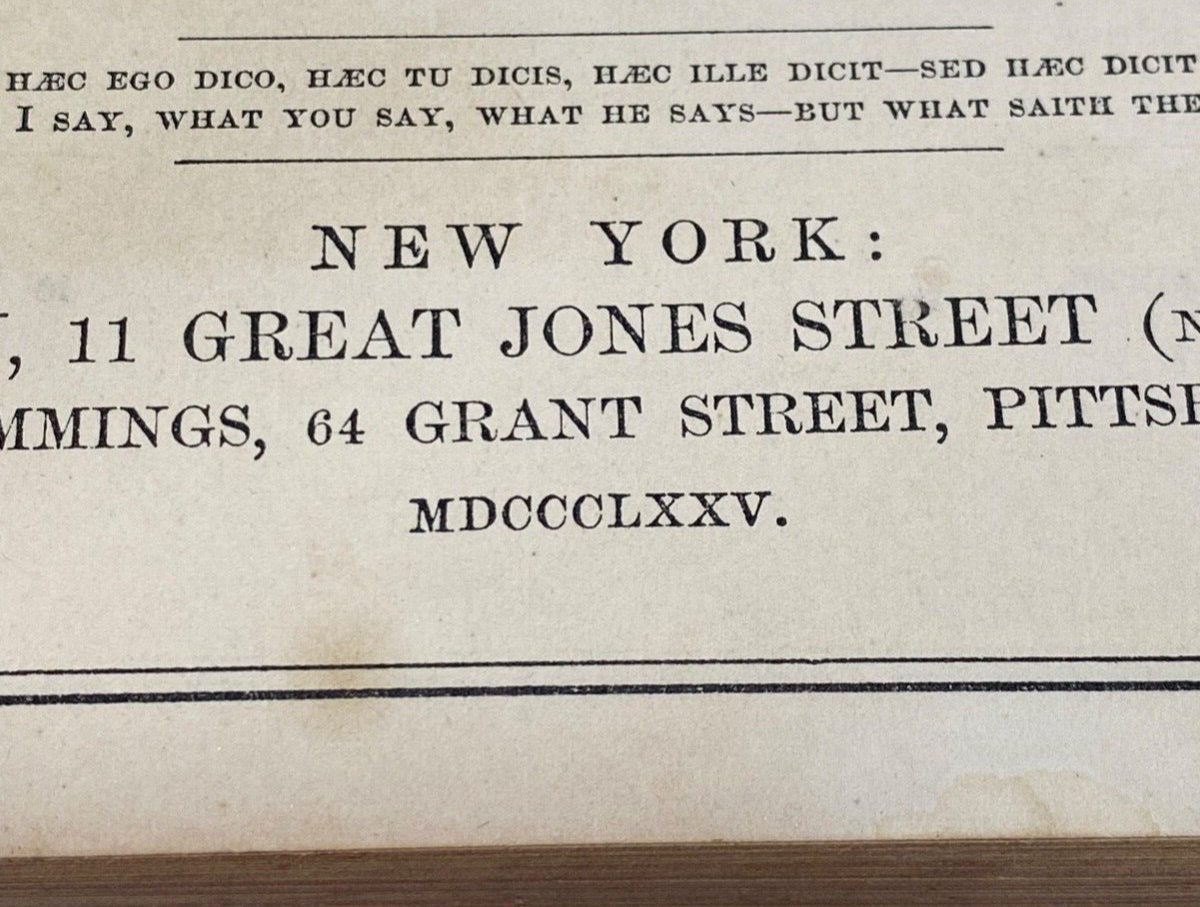 HÆC EGO DICO, HÆC TU DICIS, HÆC ILLE DICIT—SED HÆC DICIT
I SAY, WHAT YOU SAY, WHAT HE SAYS—BUT WHAT SAITH THE
NEW YORK:
, 11 GREAT JONES STREET (N
MMINGS, 64 GRANT STREET, PITTSB
MDCCCLXXV.